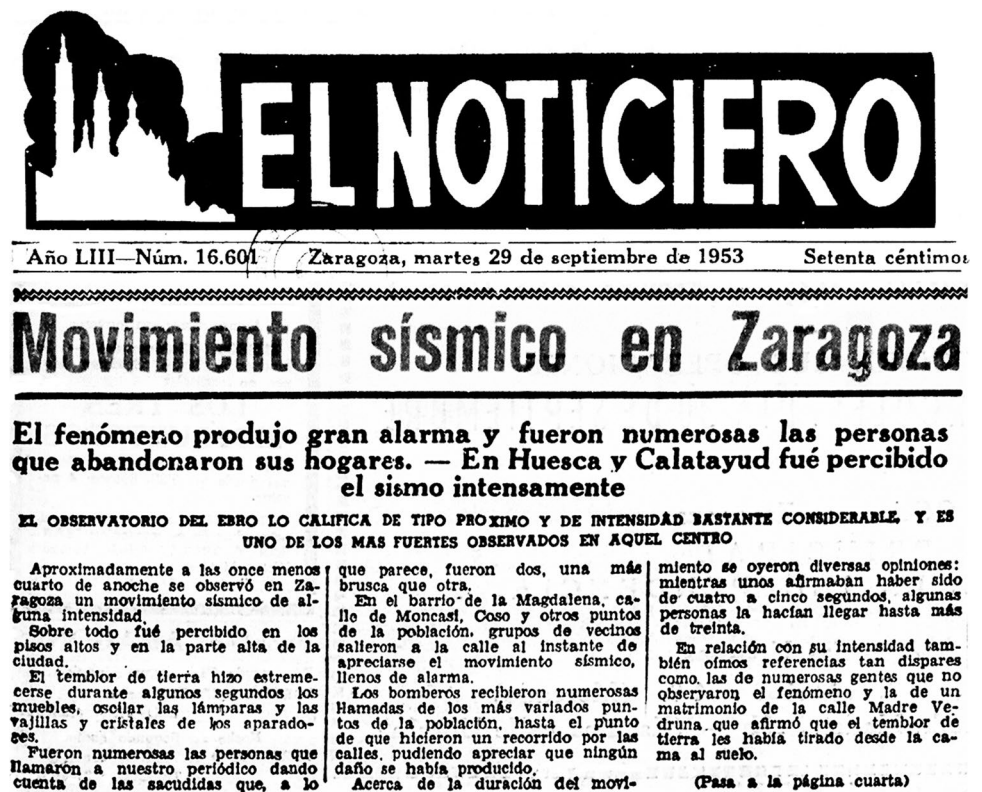 EL NOTICIERO
Año LIII—Núm. 16.601
Zaragoza, martes 29 de septiembre de 1953
Setenta céntimos
Movimiento sísmico en Zaragoza
El fenómeno produjo gran alarma y fueron numerosas las personas
que abandonaron sus hogares. — En Huesca y Calatayud fué percibido
el sismo intensamente
EL OBSERVATORIO DEL EBRO LO CALIFICA DE TIPO PROXIMO Y DE INTENSIDAD BASTANTE CONSIDERABLE, Y ES
UNO DE LOS MAS FUERTES OBSERVADOS EN AQUEL CENTRO
Aproximadamente a las once menos
cuarto de anoche se observó en Za-
ragoza un movimiento sísmico de al-
guna intensidad.
Sobre todo fué percibido en los
pisos altos y en la parte alta de la
ciudad.
El temblor de tierra hizo estreme-
cerse durante algunos segundos los
muebles, oscilar las lámparas y las
vajillas y cristales de los aparado-
res.
Fueron numerosas las personas que
llamarón a nuestro periódico dando
cuenta de las sacudidas que, a lo
que parece, fueron dos, una más
brusca que otra.
En el barrio de la Magdalena, ca-
lle de Moncasi, Coso y otros puntos
de la población, grupos de vecinos
salieron a la calle al instante de
apreciarse el movimiento sísmico,
llenos de alarma.
Los bomberos recibieron numerosas
llamadas de los más variados pun-
tos de la población, hasta el punto
de que hicieron un recorrido por las
calles, pudiendo apreciar que ningún
daño se había producido.
Acerca de la duración del movi-
miento se oyeron diversas opiniones:
mientras unos afirmaban haber sido
de cuatro a cinco segundos, algunas
personas la hacían llegar hasta más
de treinta.
En relación con su intensidad tam-
bién oímos referencias tan dispares
como las de numerosas gentes que no
observaron el fenómeno y la de un
matrimonio de la calle Madre Ve-
druna que afirmó que el temblor de
tierra les había tirado desde la ca-
ma al suelo.
(Pasa a la página cuarta)